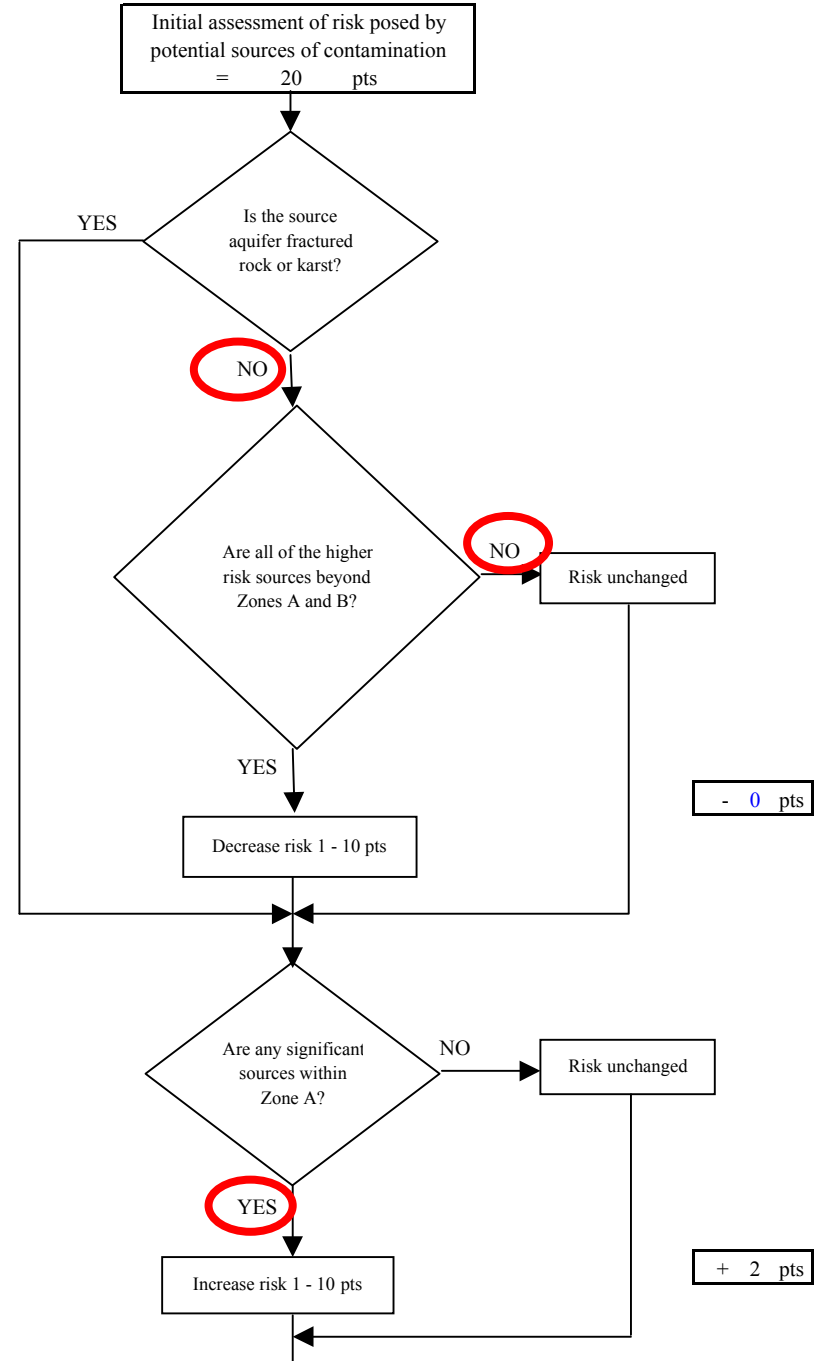 Initial assessment of risk posed by
potential sources of contamination
= 20 pts
YES
Is the source
aquifer fractured
rock or karst?
NO
Are all of the higher
risk sources beyond
Zones A and B?
NO
Risk unchanged
YES
- 0 pts
Decrease risk 1 - 10 pts
Are any significant
sources within
Zone A?
NO
Risk unchanged
YES
+ 2 pts
Increase risk 1 - 10 pts